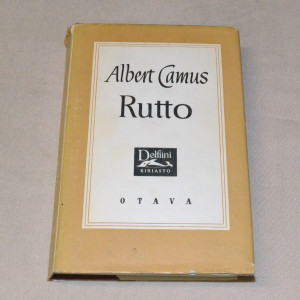 Albert Camus
Rutto
Delfiini
KIRJASTO
OTAVA